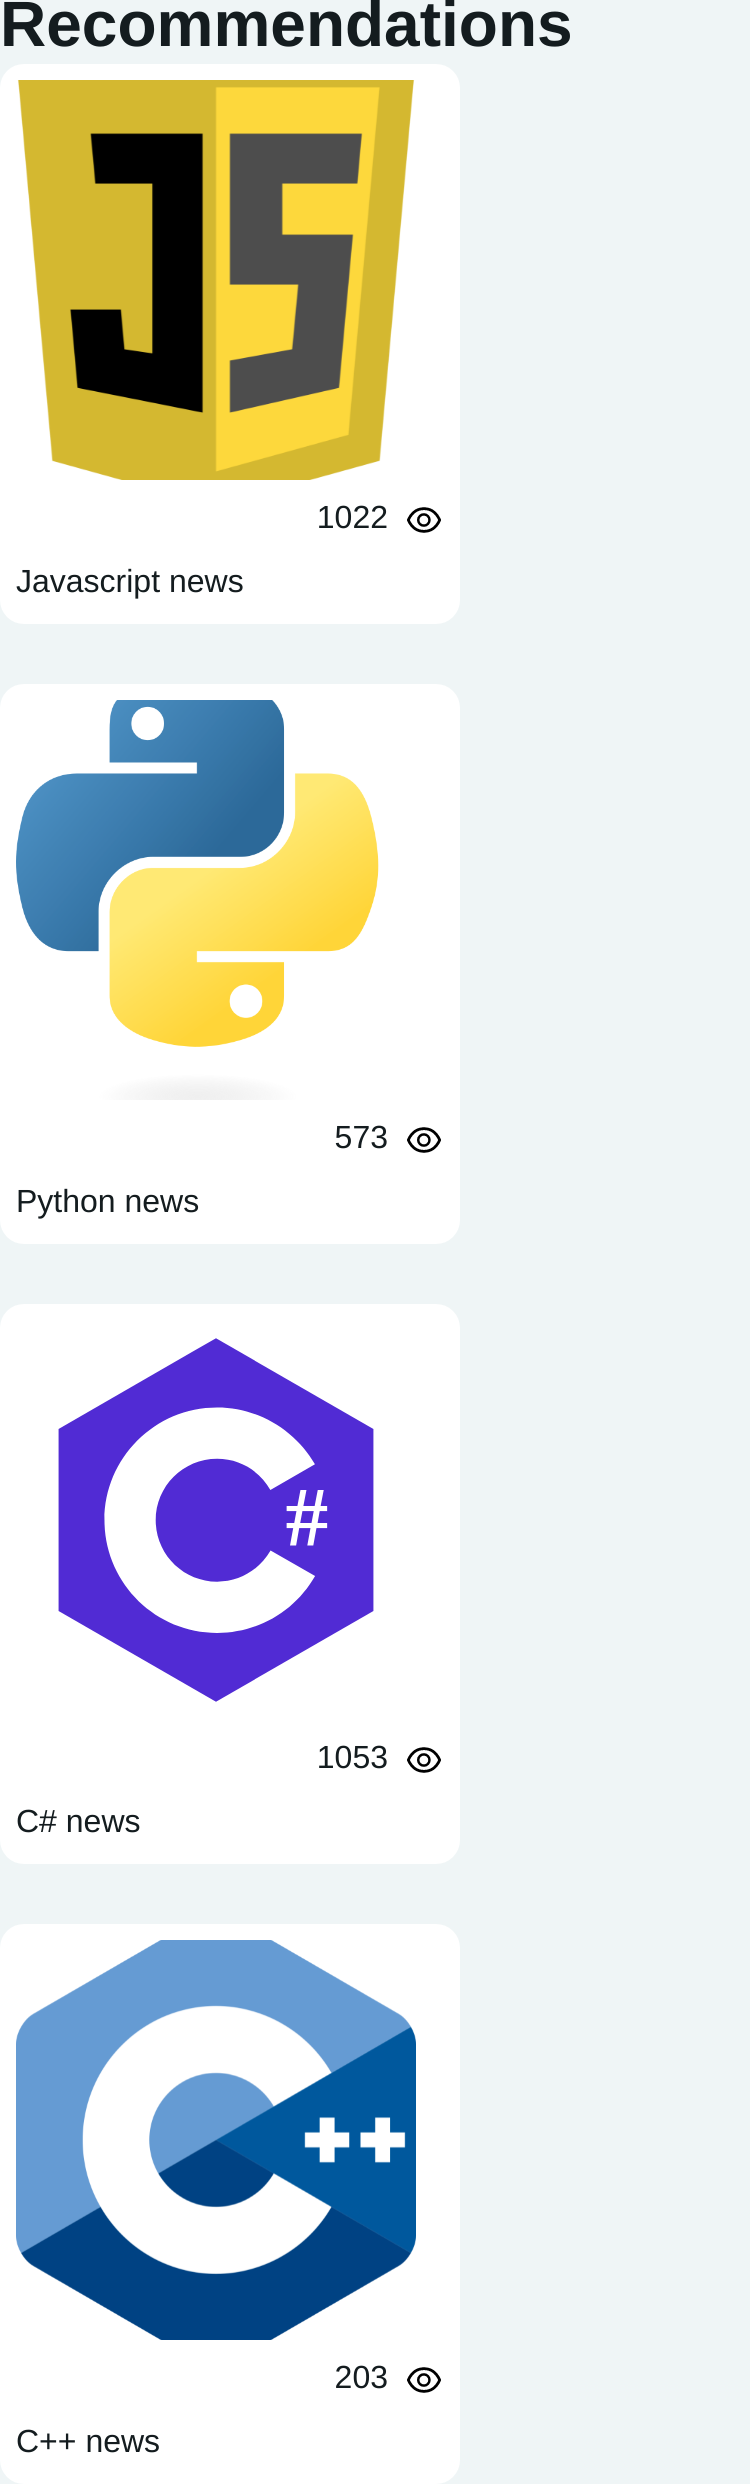 Recommendations
JS
1022
Javascript news
573
Python news
C#
1053
C# news
C++
203
C++ news